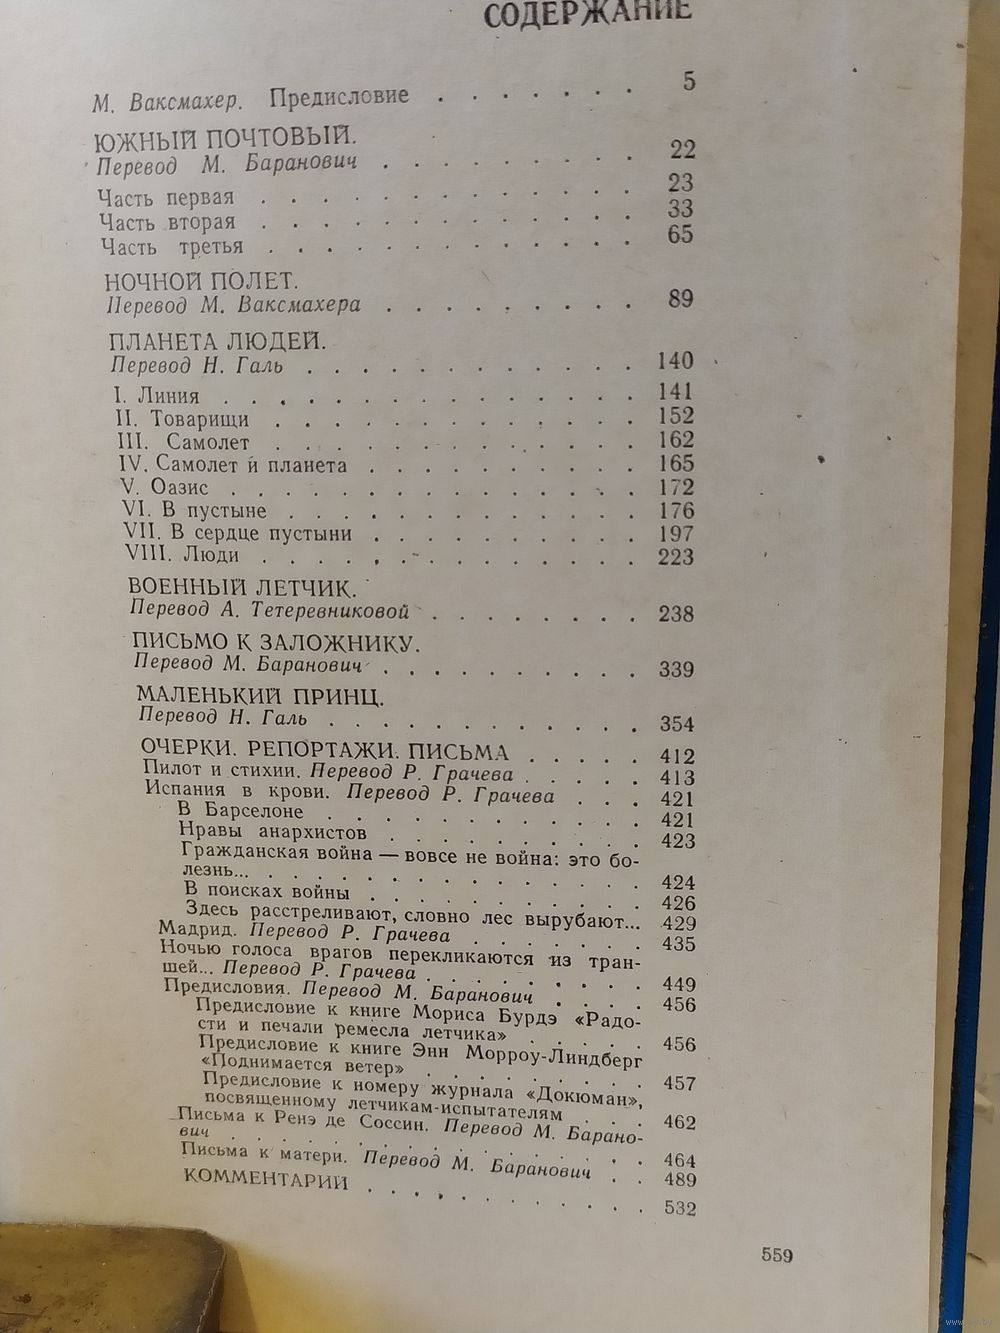 СОДЕРЖАНИЕ
М. Ваксмахер. Предисловие . . . . . . . 5
ЮЖНЫЙ ПОЧТОВЫЙ.
Перевод М. Баранович . . . . . . . . . 22
Часть первая . . . . . . . . . . . . 23
Часть вторая . . . . . . . . . . . . 33
Часть третья . . . . . . . . . . . . 65
НОЧНОЙ ПОЛЕТ.
Перевод М. Ваксмахера . . . . . . . . . 89
ПЛАНЕТА ЛЮДЕЙ.
Перевод Н. Галь . . . . . . . . . . . . 140
I. Линия . . . . . . . . . . . . . . . 141
II. Товарищи . . . . . . . . . . . . . 152
III. Самолет . . . . . . . . . . . . . 162
IV. Самолет и планета . . . . . . . . . . 165
V. Оазис . . . . . . . . . . . . . . . 172
VI. В пустыне . . . . . . . . . . . . . 176
VII. В сердце пустыни . . . . . . . . . . 197
VIII. Люди . . . . . . . . . . . . . . 223
ВОЕННЫЙ ЛЕТЧИК.
Перевод А. Тетеревниковой . . . . . . . . 238
ПИСЬМО К ЗАЛОЖНИКУ.
Перевод М. Баранович . . . . . . . . . . 339
МАЛЕНЬКИЙ ПРИНЦ.
Перевод Н. Галь . . . . . . . . . . . . 354
ОЧЕРКИ. РЕПОРТАЖИ. ПИСЬМА . . . . . 412
Пилот и стихии. Перевод Р. Грачева . . . . . 413
Испания в крови. Перевод Р. Грачева . . . 421
В Барселоне . . . . . . . . . . . . 421
Нравы анархистов . . . . . . . . . . 423
Гражданская война — вовсе не война: это бо-
лезнь... . . . . . . . . . . . . . . 424
В поисках войны . . . . . . . . . . . 426
Здесь расстреливают, словно лес вырубают... 429
Мадрид. Перевод Р. Грачева . . . . . . . 435
Ночью голоса врагов перекликаются из тран-
шей... Перевод Р. Грачева . . . . . . . . 449
Предисловия. Перевод М. Баранович . . . . 456
Предисловие к книге Мориса Бурдэ «Радо-
сти и печали ремесла летчика» . . . . . 456
Предисловие к книге Энн Морроу-Линдберг
«Поднимается ветер» . . . . . . . . . 457
Предисловие к номеру журнала «Докюман»,
посвященному летчикам-испытателям . . . 462
Письма к Ренэ де Соссин. Перевод М. Барано-
вич . . . . . . . . . . . . . . . . 464
Письма к матери. Перевод М. Баранович . . 489
КОММЕНТАРИЙ . . . . . . . . . . . . 532
559